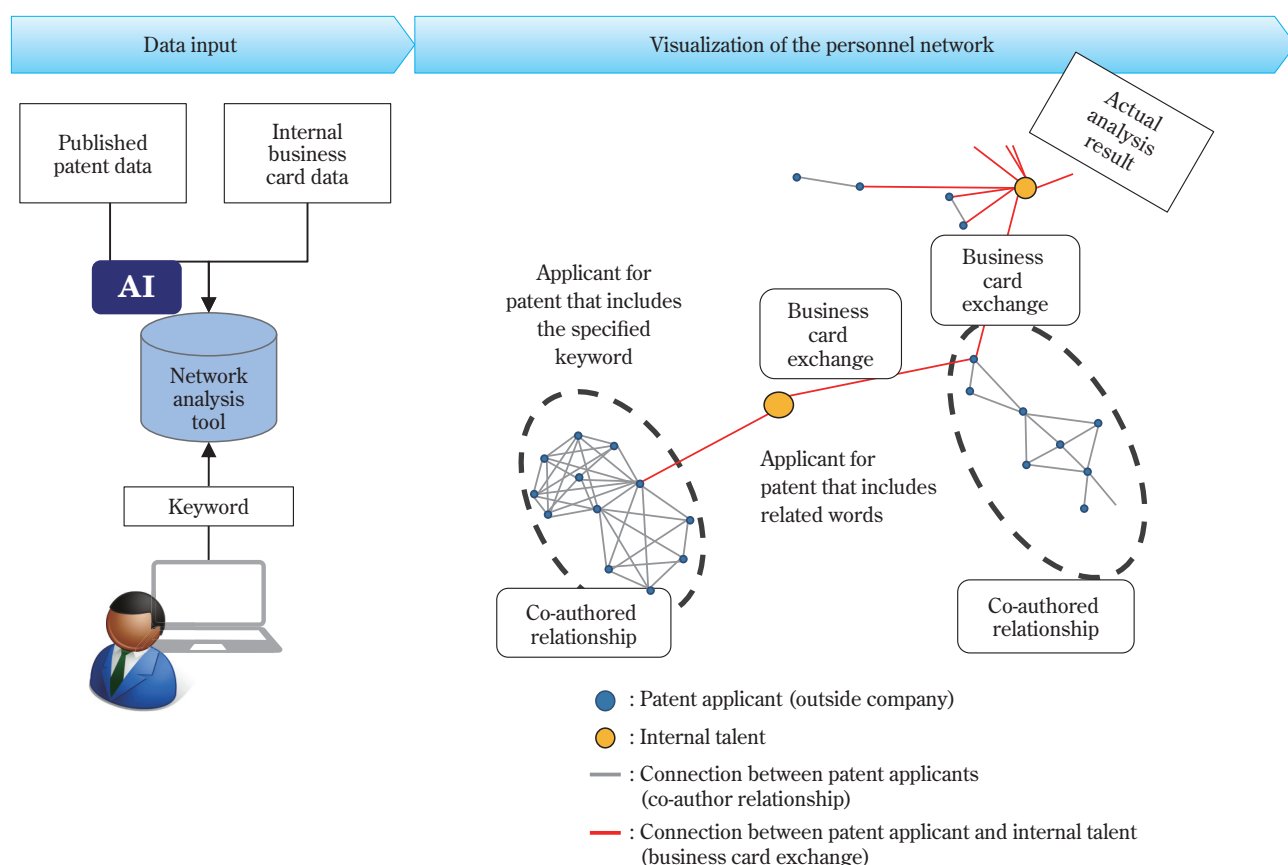 Data input
Visualization of the personnel network
Published
patent data
Internal
business
card data
AI
Network
analysis
tool
Keyword
Actual
analysis
result
Business
card
exchange
Applicant for
patent that includes
the specified
keyword
Business
card
exchange
Applicant for
patent that includes
related words
Co-authored
relationship
Co-authored
relationship
: Patent applicant (outside company)
: Internal talent
: Connection between patent applicants
(co-author relationship)
: Connection between patent applicant and internal talent
(business card exchange)